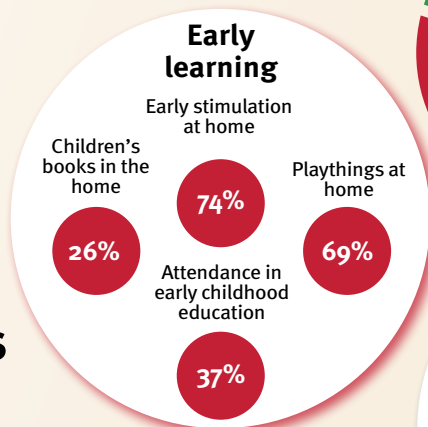 Early
learning
Early stimulation
at home
74%
Children’s
books in the
home
26%
Playthings at
home
69%
Attendance in
early childhood
education
37%
s